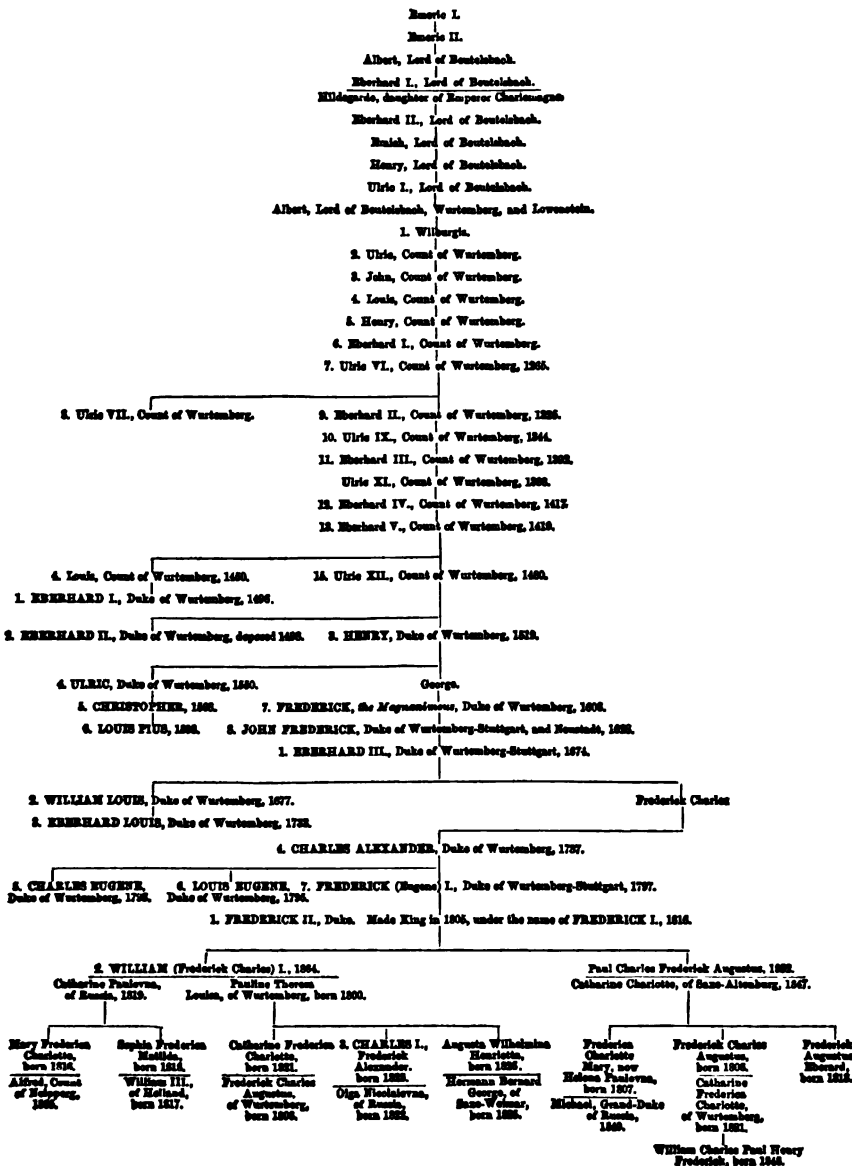 Emeric I.
Emeric II.
Albert, Lord of Beutelsbach.
Eberhard I., Lord of Beutelsbach.
Hildegarde, daughter of Emperor Charlemagne
Eberhard II., Lord of Beutelsbach.
Emich, Lord of Beutelsbach.
Henry, Lord of Beutelsbach.
Ulric I., Lord of Beutelsbach.
Albert, Lord of Beutelsbach, Wurtemberg, and Lowenstein.
1. Wilburgis.
2. Ulric, Count of Wurtemberg.
3. John, Count of Wurtemberg.
4. Louis, Count of Wurtemberg.
5. Henry, Count of Wurtemberg.
6. Eberhard I., Count of Wurtemberg.
7. Ulric VI., Count of Wurtemberg, 1265.
8. Ulric VII., Count of Wurtemberg. 9. Eberhard II., Count of Wurtemberg, 1325.
10. Ulric IX., Count of Wurtemberg, 1344.
11. Eberhard III., Count of Wurtemberg, 1392.
Ulric XI., Count of Wurtemberg, 1388.
12. Eberhard IV., Count of Wurtemberg, 1417.
13. Eberhard V., Count of Wurtemberg, 1419.
4. Louis, Count of Wurtemberg, 1450. 15. Ulric XII., Count of Wurtemberg, 1480.
1. EBERHARD I., Duke of Wurtemberg, 1496.
2. EBERHARD II., Duke of Wurtemberg, deposed 1498. 3. HENRY, Duke of Wurtemberg, 1519.
4. ULRIC, Duke of Wurtemberg, 1550. George.
5. CHRISTOPHER, 1568. 7. FREDERICK, the Magnanimous, Duke of Wurtemberg, 1608.
6. LOUIS PIUS, 1593. 8. JOHN FREDERICK, Duke of Wurtemberg-Stuttgart, and Neustadt, 1628.
1. EBERHARD III., Duke of Wurtemberg-Stuttgart, 1674.
2. WILLIAM LOUIS, Duke of Wurtemberg, 1677. Frederick Charles
3. EBERHARD LOUIS, Duke of Wurtemberg, 1733.
4. CHARLES ALEXANDER, Duke of Wurtemberg, 1737.
5. CHARLES EUGENE, 6. LOUIS EUGENE, 7. FREDERICK (Eugene) I., Duke of Wurtemberg-Stuttgart, 1797.
Duke of Wurtemberg, 1793. Duke of Wurtemberg, 1795.
1. FREDERICK II., Duke. Made King in 1805, under the name of FREDERICK I., 1816.
2. WILLIAM (Frederick Charles) I., 1864. Paul Charles Frederick Augustus, 1852.
Catharine Paulovna, Pauline Theresa Catharine Charlotte, of Saxe-Altenburg, 1847.
of Russia, 1819. Louisa, of Wurtemberg, born 1800.
Mary Frederica
Charlotte,
born 1816.
Alfred, Count
of Neipperg,
1865.
Sophia Frederica
Matilda,
born 1818.
William III.,
of Holland,
born 1817.
Catharine Frederica
Charlotte,
born 1821.
Frederick Charles
Augustus,
of Wurtemberg,
born 1808.
3. CHARLES I.,
Frederick
Alexander.
born 1823.
Olga Nicolaievna,
of Russia,
born 1822.
Augusta Wilhelmina
Henrietta,
born 1826.
Hermann Bernard
George, of
Saxe-Weimar,
born 1825.
Frederica
Charlotte
Mary, now
Helena Paulovna,
born 1807.
Michael, Grand-Duke
of Russia,
1849.
Frederick Charles
Augustus,
born 1808.
Catharine
Frederica
Charlotte,
of Wurtemberg,
born 1821.
William Charles Paul Henry
Frederick, born 1848.
Frederick
Augustus
Eberard,
born 1813.